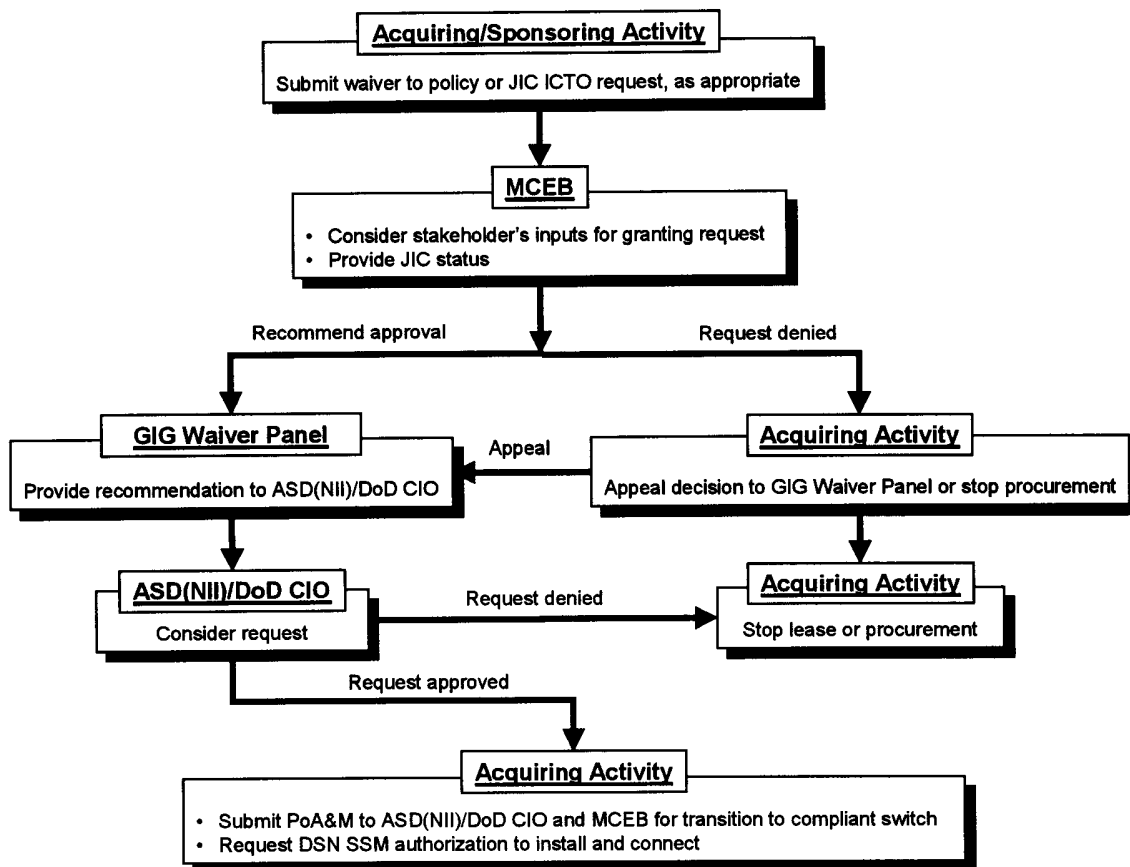 Acquiring/Sponsoring Activity
Submit waiver to policy or JIC ICTO request, as appropriate
MCEB
• Consider stakeholder's inputs for granting request
• Provide JIC status
Recommend approval
Request denied
GIG Waiver Panel
Provide recommendation to ASD(NII)/DoD CIO
Appeal
Acquiring Activity
Appeal decision to GIG Waiver Panel or stop procurement
ASD(NII)/DoD CIO
Consider request
Request denied
Acquiring Activity
Stop lease or procurement
Request approved
Acquiring Activity
• Submit PoA&M to ASD(NII)/DoD CIO and MCEB for transition to compliant switch
• Request DSN SSM authorization to install and connect